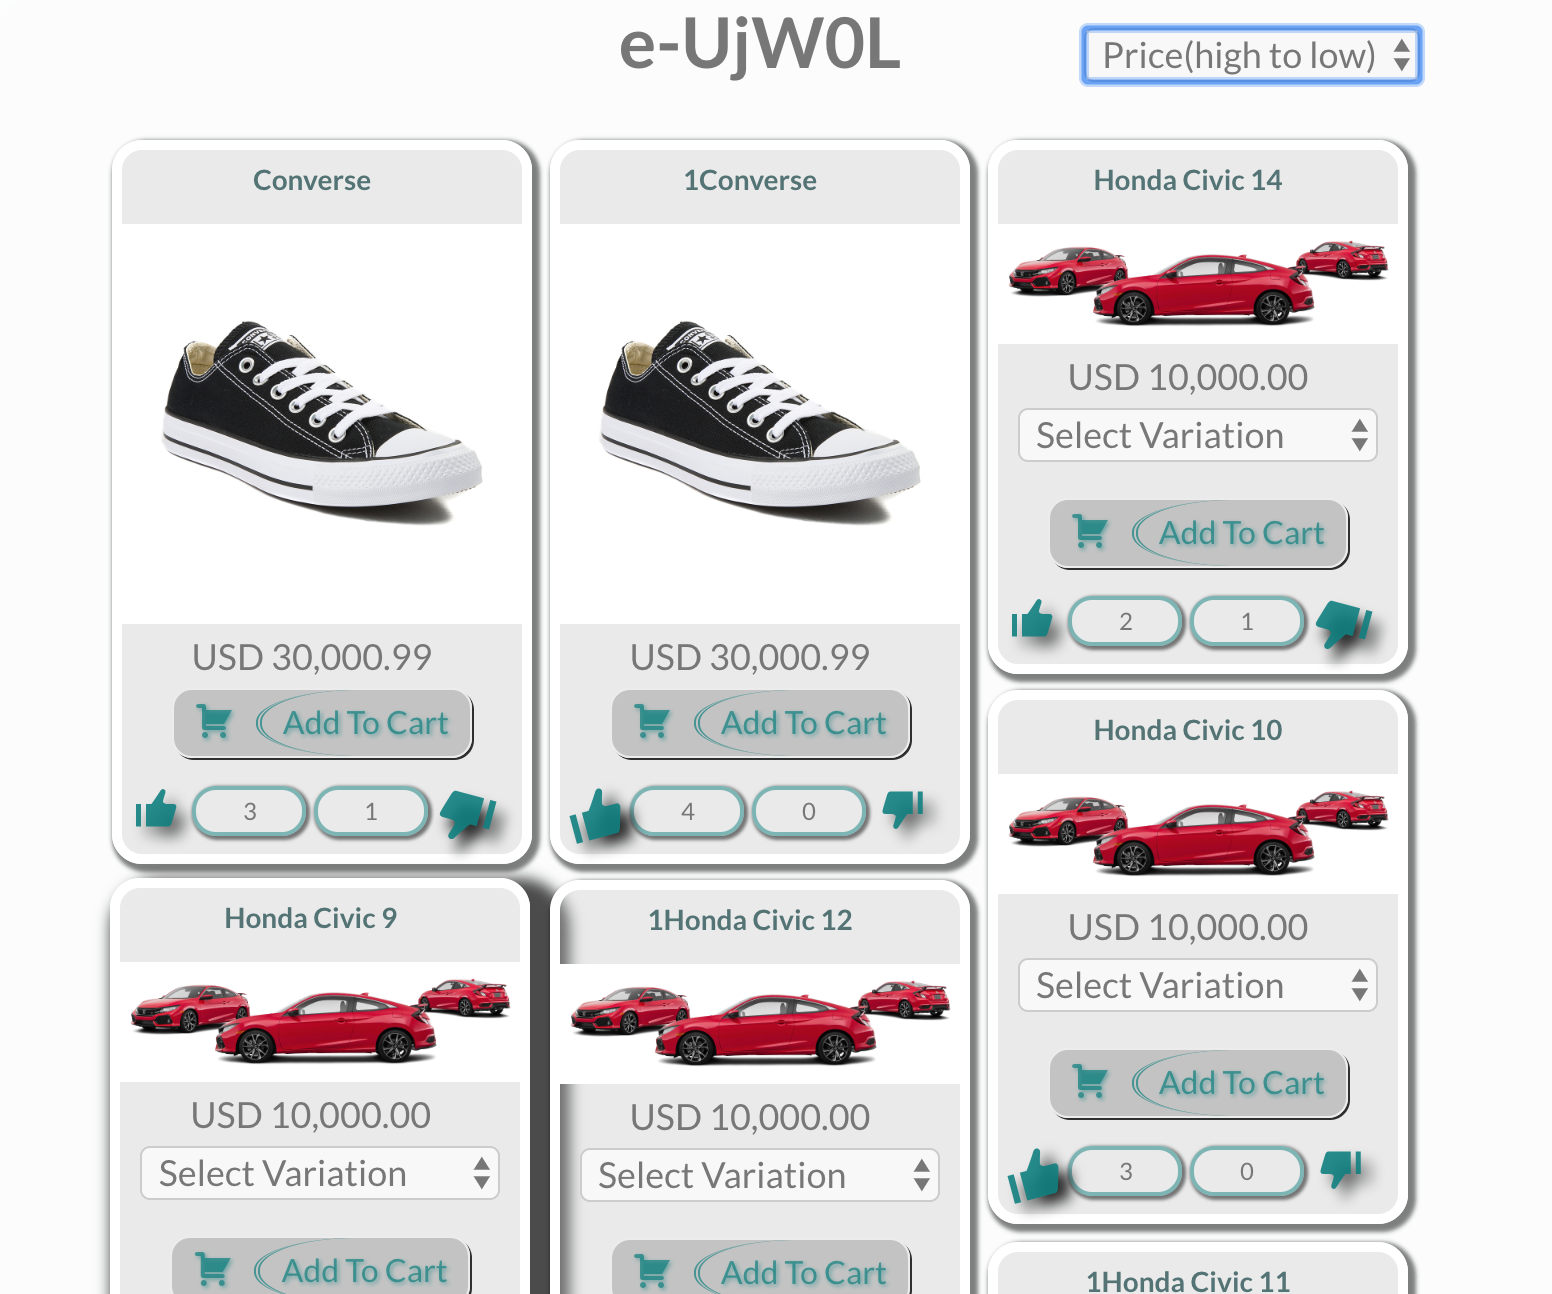 e-UjW0L
Price(high to low)
Converse
USD 30,000.99
Add To Cart
3
1
1Converse
USD 30,000.99
Add To Cart
4
0
Honda Civic 14
USD 10,000.00
Select Variation
Add To Cart
2
1
Honda Civic 9
USD 10,000.00
Select Variation
Add To Cart
1Honda Civic 12
USD 10,000.00
Select Variation
Add To Cart
Honda Civic 10
USD 10,000.00
Select Variation
Add To Cart
3
0
1Honda Civic 11